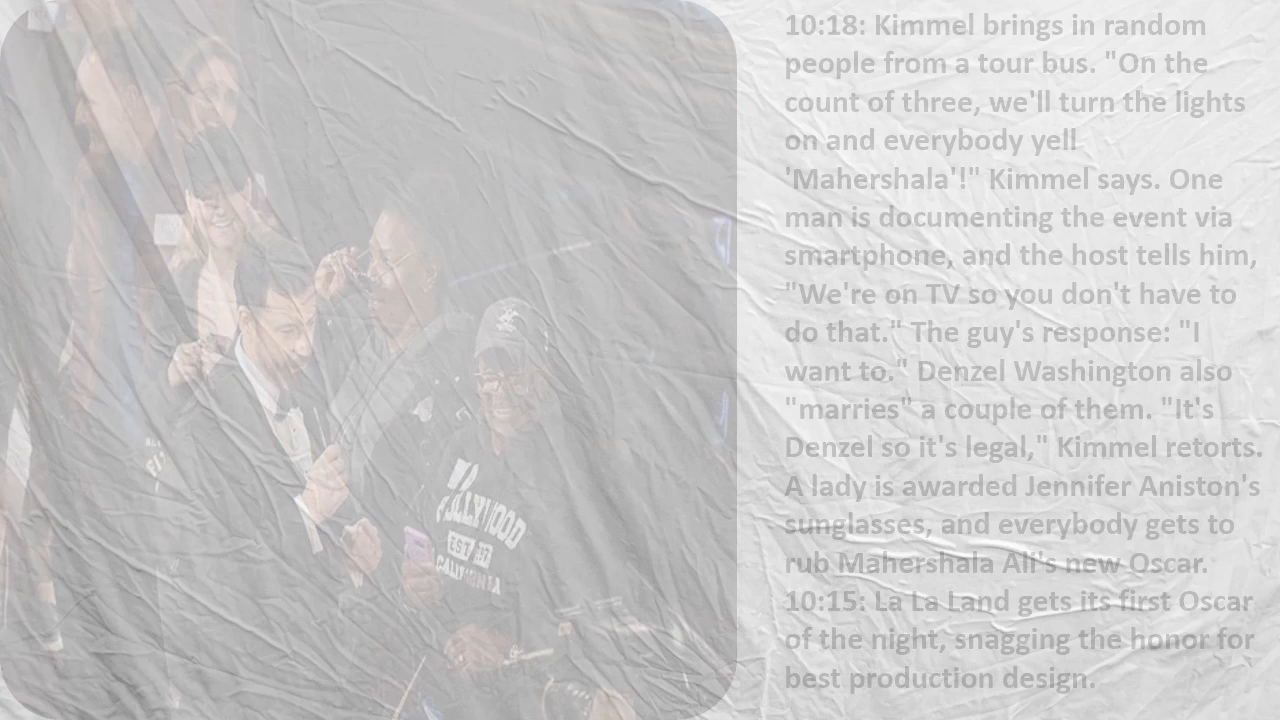 10:18: Kimmel brings in random
people from a tour bus. "On the
count of three, we'll turn the lights
on and everybody yell
'Mahershala'!" Kimmel says. One
man is documenting the event via
smartphone, and the host tells him,
"We're on TV so you don't have to
do that." The guy's response: "I
want to." Denzel Washington also
"marries" a couple of them. "It's
Denzel so it's legal," Kimmel retorts.
A lady is awarded Jennifer Aniston's
sunglasses, and everybody gets to
rub Mahershala Ali's new Oscar.
10:15: La La Land gets its first Oscar
of the night, snagging the honor for
best production design.
EST
CALIFORNIA